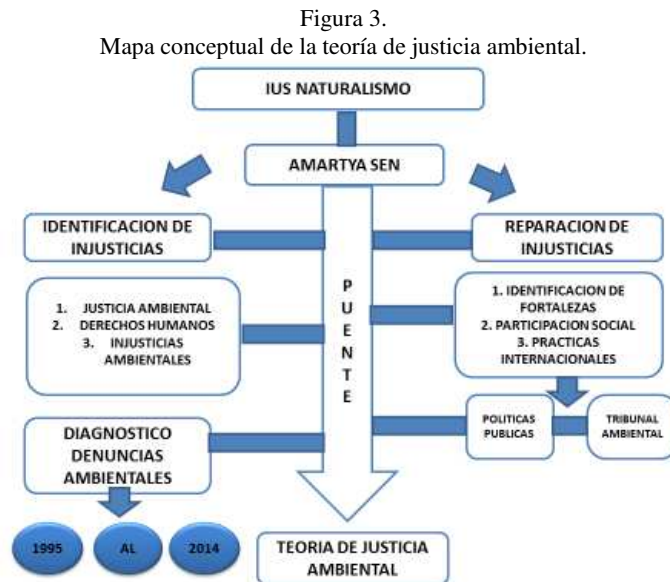 Figura 3.
Mapa conceptual de la teoría de justicia ambiental.
IUS NATURALISMO
AMARTYA SEN
IDENTIFICACION DE
INJUSTICIAS
REPARACION DE
INJUSTICIAS
PUENTE
1. JUSTICIA AMBIENTAL
2. DERECHOS HUMANOS
3. INJUSTICIAS
AMBIENTALES
1. IDENTIFICACION DE
FORTALEZAS
2. PARTICIPACION SOCIAL
3. PRACTICAS
INTERNACIONALES
DIAGNOSTICO
DENUNCIAS
AMBIENTALES
POLITICAS
PUBLICAS
TRIBUNAL
AMBIENTAL
1995
AL
2014
TEORIA DE JUSTICIA
AMBIENTAL